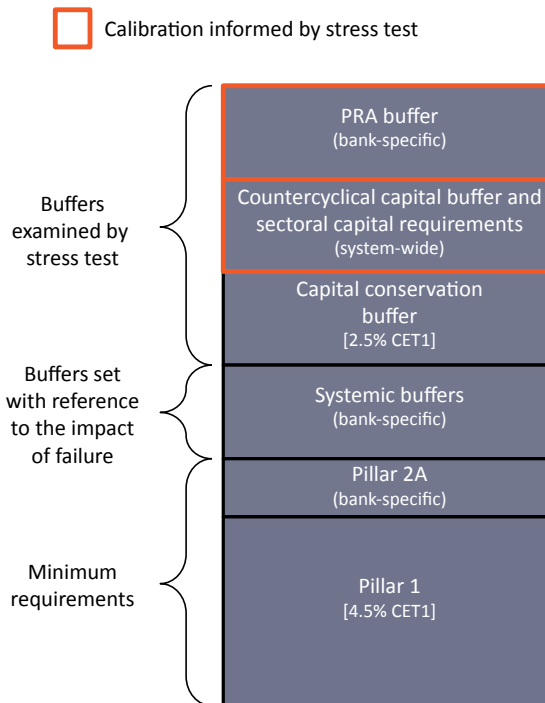 Calibration informed by stress test
PRA buffer
(bank-specific)
Buffers
examined by
stress test
Countercyclical capital buffer and
sectoral capital requirements
(system-wide)
Capital conservation
buffer
[2.5% CET1]
Buffers set
with reference
to the impact
of failure
Systemic buffers
(bank-specific)
Pillar 2A
(bank-specific)
Minimum
requirements
Pillar 1
[4.5% CET1]